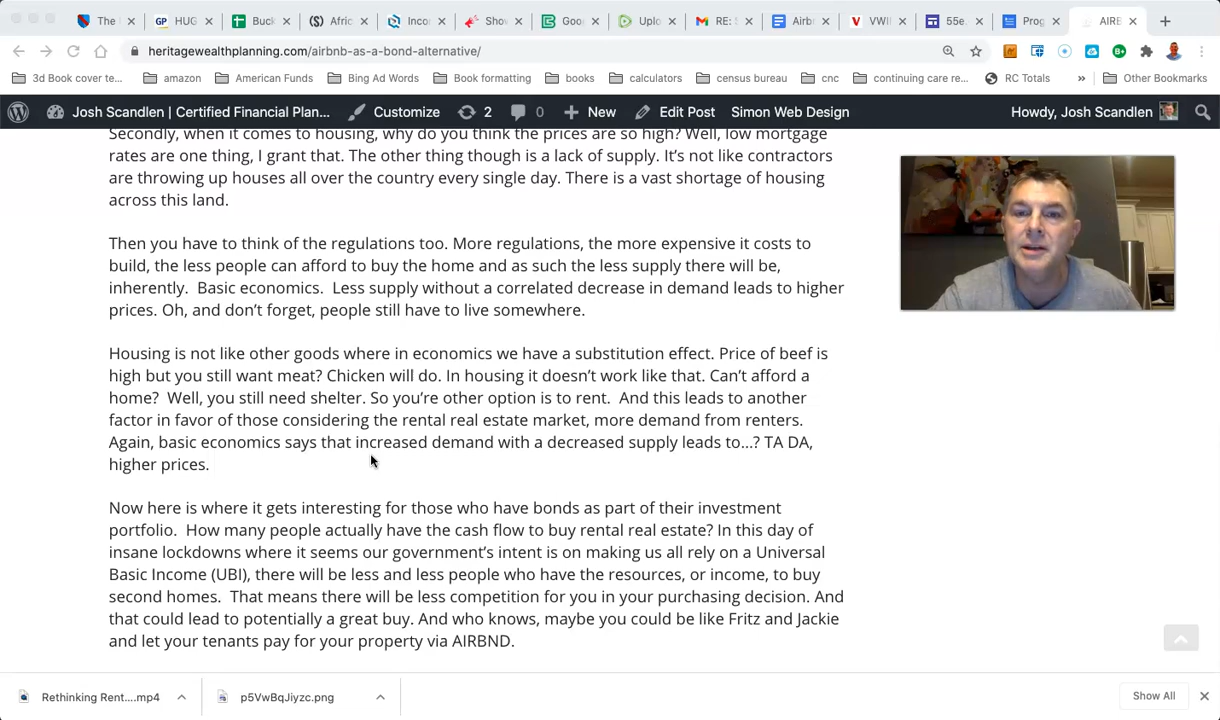 The
GP HUG
Buck
Afric
Incor
Show
Goo
Uplo
RE: S
Airb
VWII
55e.
Prog
AIRE
heritagewealthplanning.com/airbnb-as-a-bond-alternative/
3d Book cover te...
amazon
American Funds
Bing Ad Words
Book formatting
books
calculators
census bureau
cnc
continuing care re...
RC Totals
»
Other Bookmarks
Josh Scandlen | Certified Financial Plan...
Customize
2
0
New
Edit Post
Simon Web Design
Howdy, Josh Scandlen
Secondly, when it comes to housing, why do you think the prices are so high? Well, low mortgage
rates are one thing, I grant that. The other thing though is a lack of supply. It's not like contractors
are throwing up houses all over the country every single day. There is a vast shortage of housing
across this land.
Then you have to think of the regulations too. More regulations, the more expensive it costs to
build, the less people can afford to buy the home and as such the less supply there will be,
inherently. Basic economics. Less supply without a correlated decrease in demand leads to higher
prices. Oh, and don't forget, people still have to live somewhere.
Housing is not like other goods where in economics we have a substitution effect. Price of beef is
high but you still want meat? Chicken will do. In housing it doesn't work like that. Can't afford a
home? Well, you still need shelter. So you're other option is to rent. And this leads to another
factor in favor of those considering the rental real estate market, more demand from renters.
Again, basic economics says that increased demand with a decreased supply leads to...? TA DA,
higher prices.
Now here is where it gets interesting for those who have bonds as part of their investment
portfolio. How many people actually have the cash flow to buy rental real estate? In this day of
insane lockdowns where it seems our government's intent is on making us all rely on a Universal
Basic Income (UBI), there will be less and less people who have the resources, or income, to buy
second homes. That means there will be less competition for you in your purchasing decision. And
that could lead to potentially a great buy. And who knows, maybe you could be like Fritz and Jackie
and let your tenants pay for your property via AIRBND.
Rethinking Rent....mp4
p5VwBqJiyzc.png
Show All